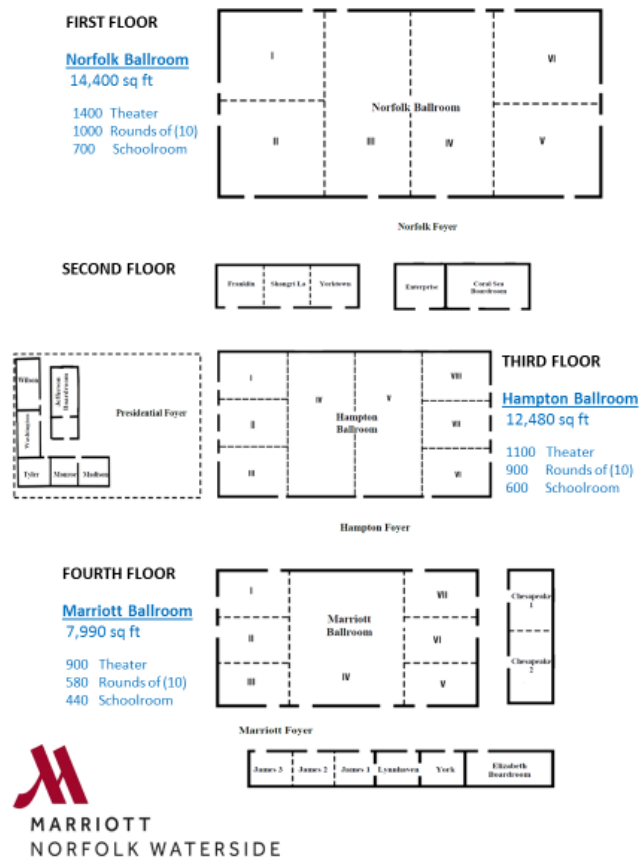 FIRST FLOOR
Norfolk Ballroom
14,400 sq ft
1400 Theater
1000 Rounds of (10)
700 Schoolroom
I
II
III
IV
V
VI
Norfolk Ballroom
Norfolk Foyer
SECOND FLOOR
Franklin
Shangri La
Yorktown
Enterprise
Coral Sea
Boardroom
Wilson
Washington
Jefferson
Boardroom
Tyler
Monroe
Madison
Presidential Foyer
I
II
III
IV
V
VI
VII
VIII
Hampton
Ballroom
Hampton Foyer
THIRD FLOOR
Hampton Ballroom
12,480 sq ft
1100 Theater
900 Rounds of (10)
600 Schoolroom
FOURTH FLOOR
Marriott Ballroom
7,990 sq ft
900 Theater
580 Rounds of (10)
440 Schoolroom
I
II
III
Marriott
Ballroom
IV
V
VI
VII
Chesapeake
1
Chesapeake
2
Marriott Foyer
James 3
James 2
James 1
Lynnhaven
York
Elizabeth
Boardroom
MARRIOTT
NORFOLK WATERSIDE